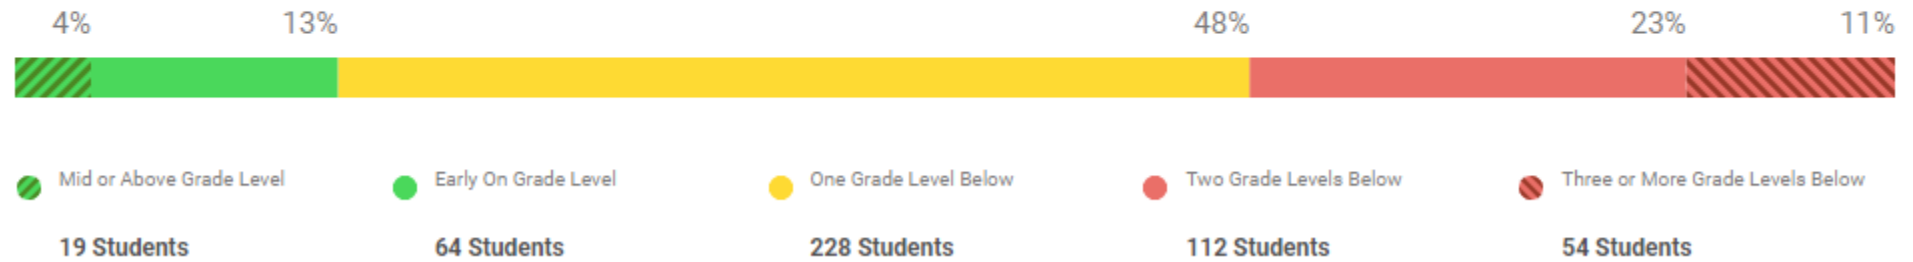 4% 13% 48% 23% 11%
Mid or Above Grade Level Early On Grade Level One Grade Level Below Two Grade Levels Below Three or More Grade Levels Below
19 Students 64 Students 228 Students 112 Students 54 Students